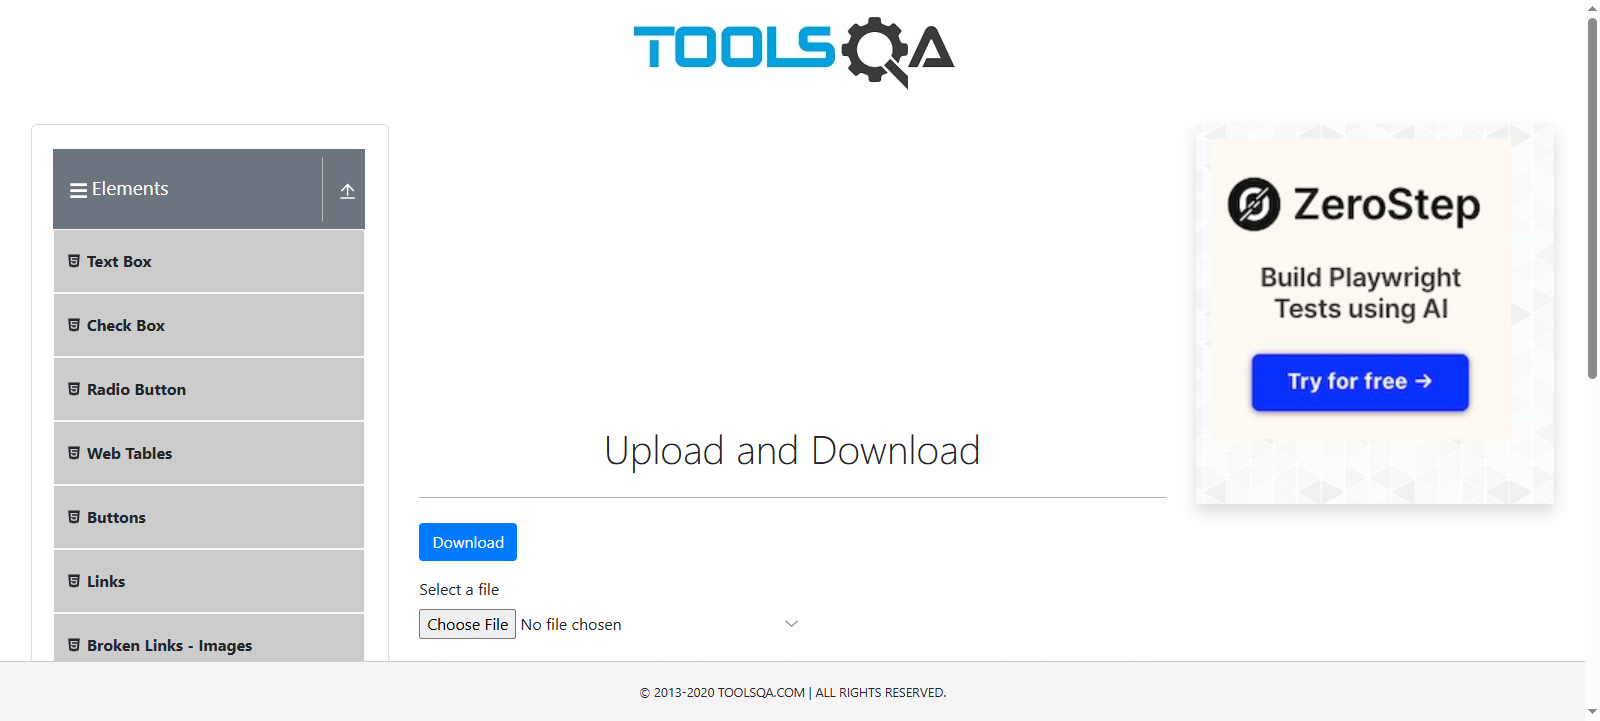 TOOLSQA
Elements
Text Box
Check Box
Radio Button
Web Tables
Buttons
Links
Broken Links - Images
Upload and Download
Download
Select a file
Choose File No file chosen
ZeroStep
Build Playwright
Tests using AI
Try for free →
© 2013-2020 TOOLSQA.COM | ALL RIGHTS RESERVED.